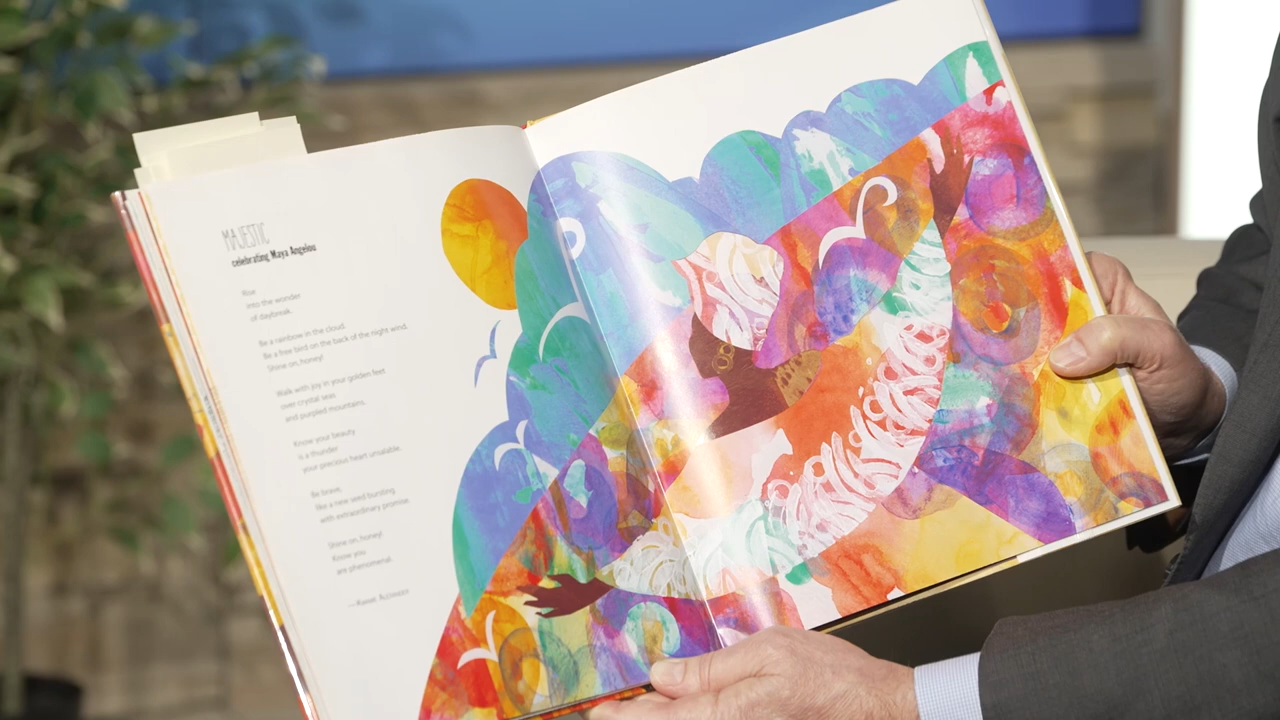 MAJESTIC
celebrating Maya Angelou
Rise
into the wonder
of daybreak.
Be a rainbow in the cloud.
Be a free bird on the back of the night wind.
Shine on, honey!
Walk with joy in your golden feet
over crystal seas
and purpled mountains.
Know your beauty
is a thunder
your precious heart unsalable.
Be brave,
like a new seed bursting
with extraordinary promise.
Shine on, honey!
Know you
are phenomenal.
— Kwame Alexander